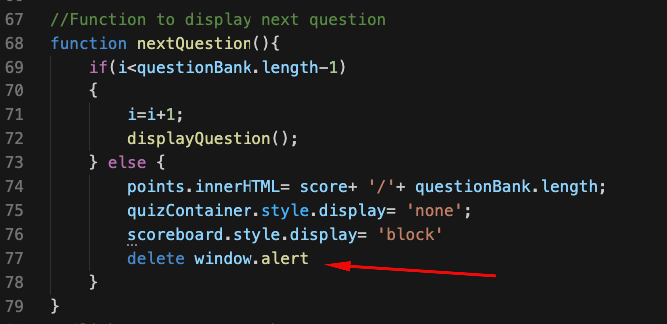 67 //Function to display next question
68 function nextQuestion(){
69 if(i<questionBank.length-1)
70 {
71 i=i+1;
72 displayQuestion();
73 } else {
74 points.innerHTML= score+ '/'+ questionBank.length;
75 quizContainer.style.display= 'none';
76 scoreboard.style.display= 'block'
77 delete window.alert
78 }
79 }